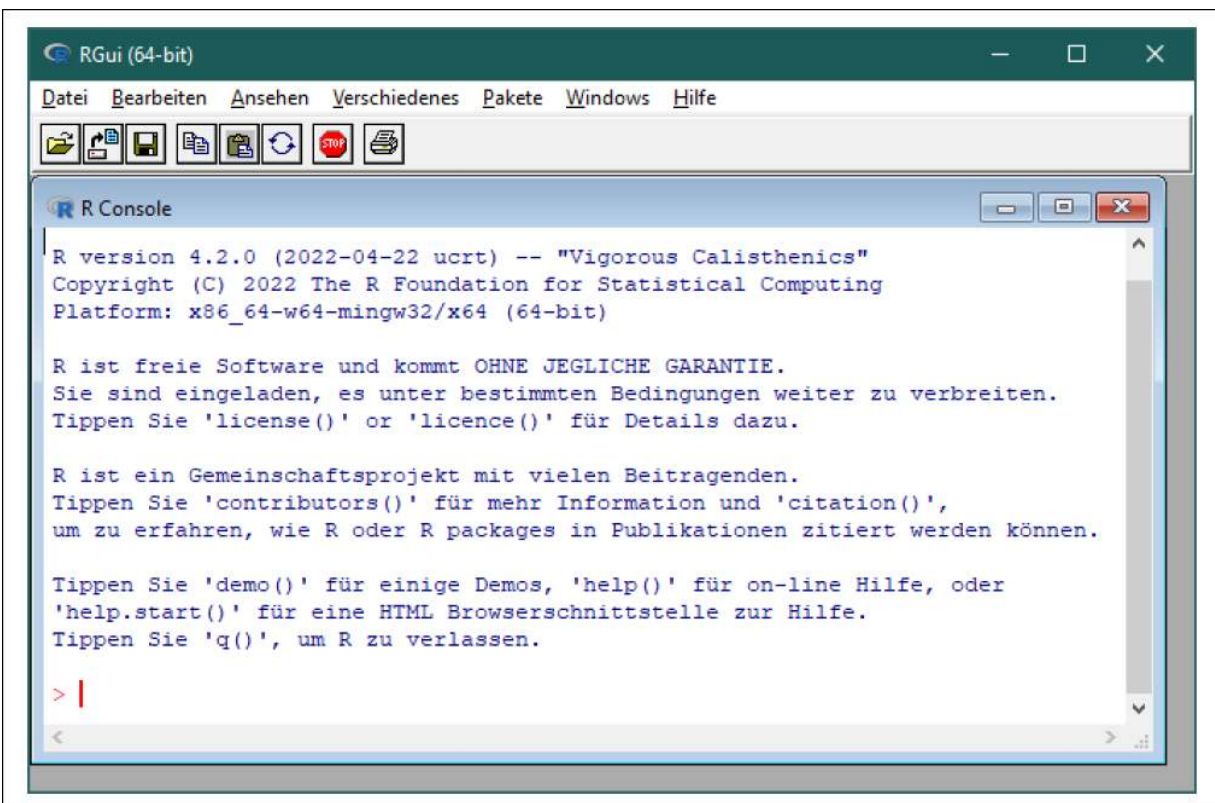 RGui (64-bit)
Datei Bearbeiten Ansehen Verschiedenes Pakete Windows Hilfe
STOP
R Console
R version 4.2.0 (2022-04-22 ucrt) -- "Vigorous Calisthenics"
Copyright (C) 2022 The R Foundation for Statistical Computing
Platform: x86_64-w64-mingw32/x64 (64-bit)
R ist freie Software und kommt OHNE JEGLICHE GARANTIE.
Sie sind eingeladen, es unter bestimmten Bedingungen weiter zu verbreiten.
Tippen Sie 'license()' or 'licence()' für Details dazu.
R ist ein Gemeinschaftsprojekt mit vielen Beitragenden.
Tippen Sie 'contributors()' für mehr Information und 'citation()',
um zu erfahren, wie R oder R packages in Publikationen zitiert werden können.
Tippen Sie 'demo()' für einige Demos, 'help()' für on-line Hilfe, oder
'help.start()' für eine HTML Browserschnittstelle zur Hilfe.
Tippen Sie 'q()', um R zu verlassen.
>